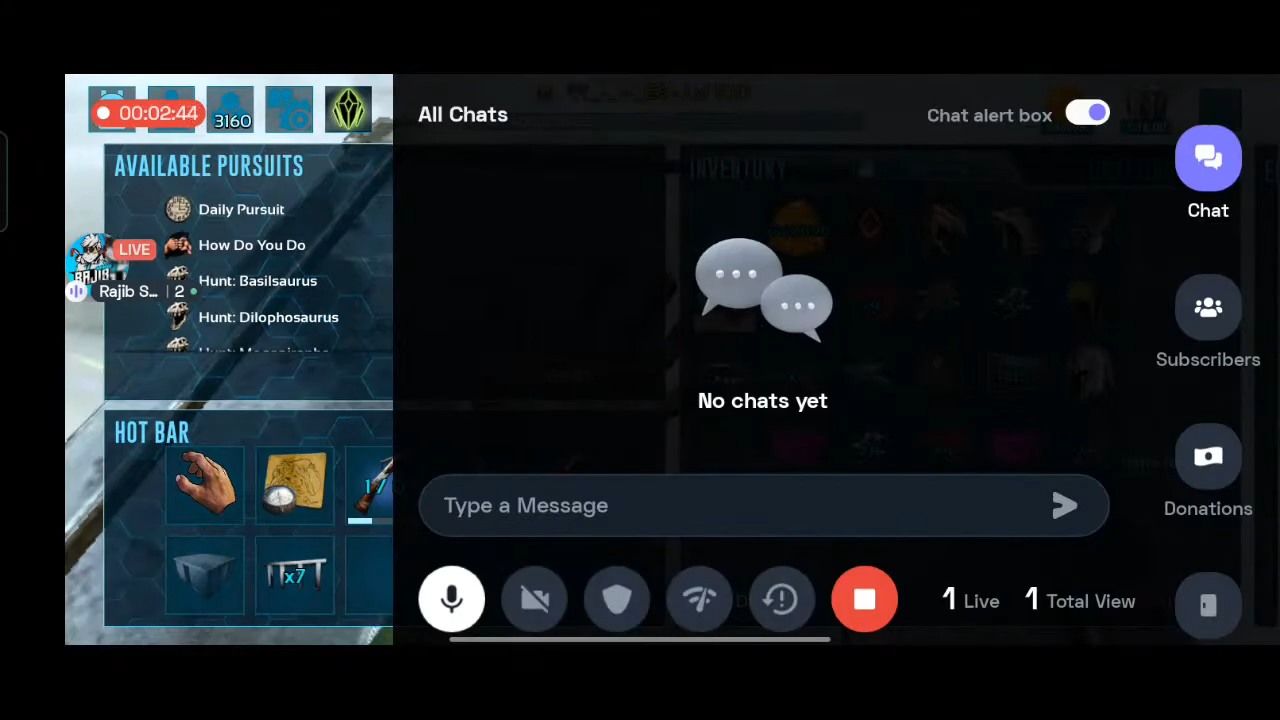 00:02:44
3160
All Chats
Chat alert box
AVAILABLE PURSUITS
INVENTORY
Daily Pursuit
Chat
How Do You Do
LIVE
Hunt: Basilsaurus
RAJIB
Rajib S... | 2
Hunt: Dilophosaurus
Subscribers
No chats yet
HOT BAR
Type a Message
Donations
x7
1 Live 1 Total View